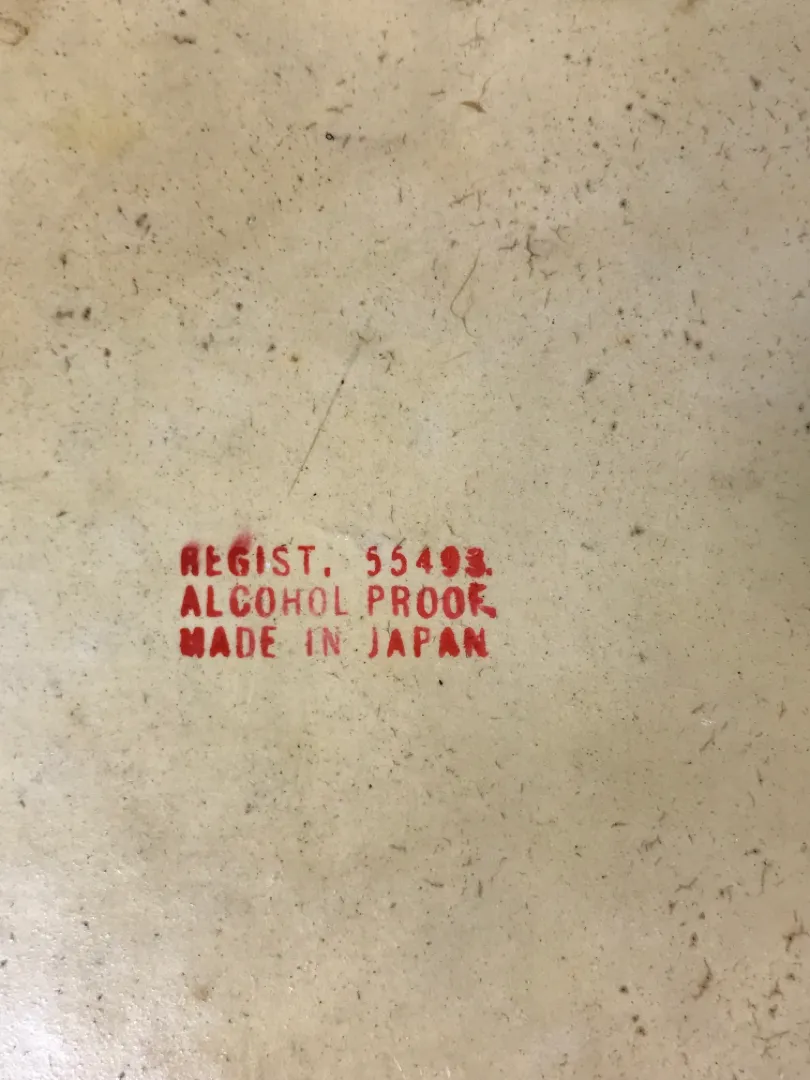 REGIST. 55493.
ALCOHOL PROOF.
MADE IN JAPAN